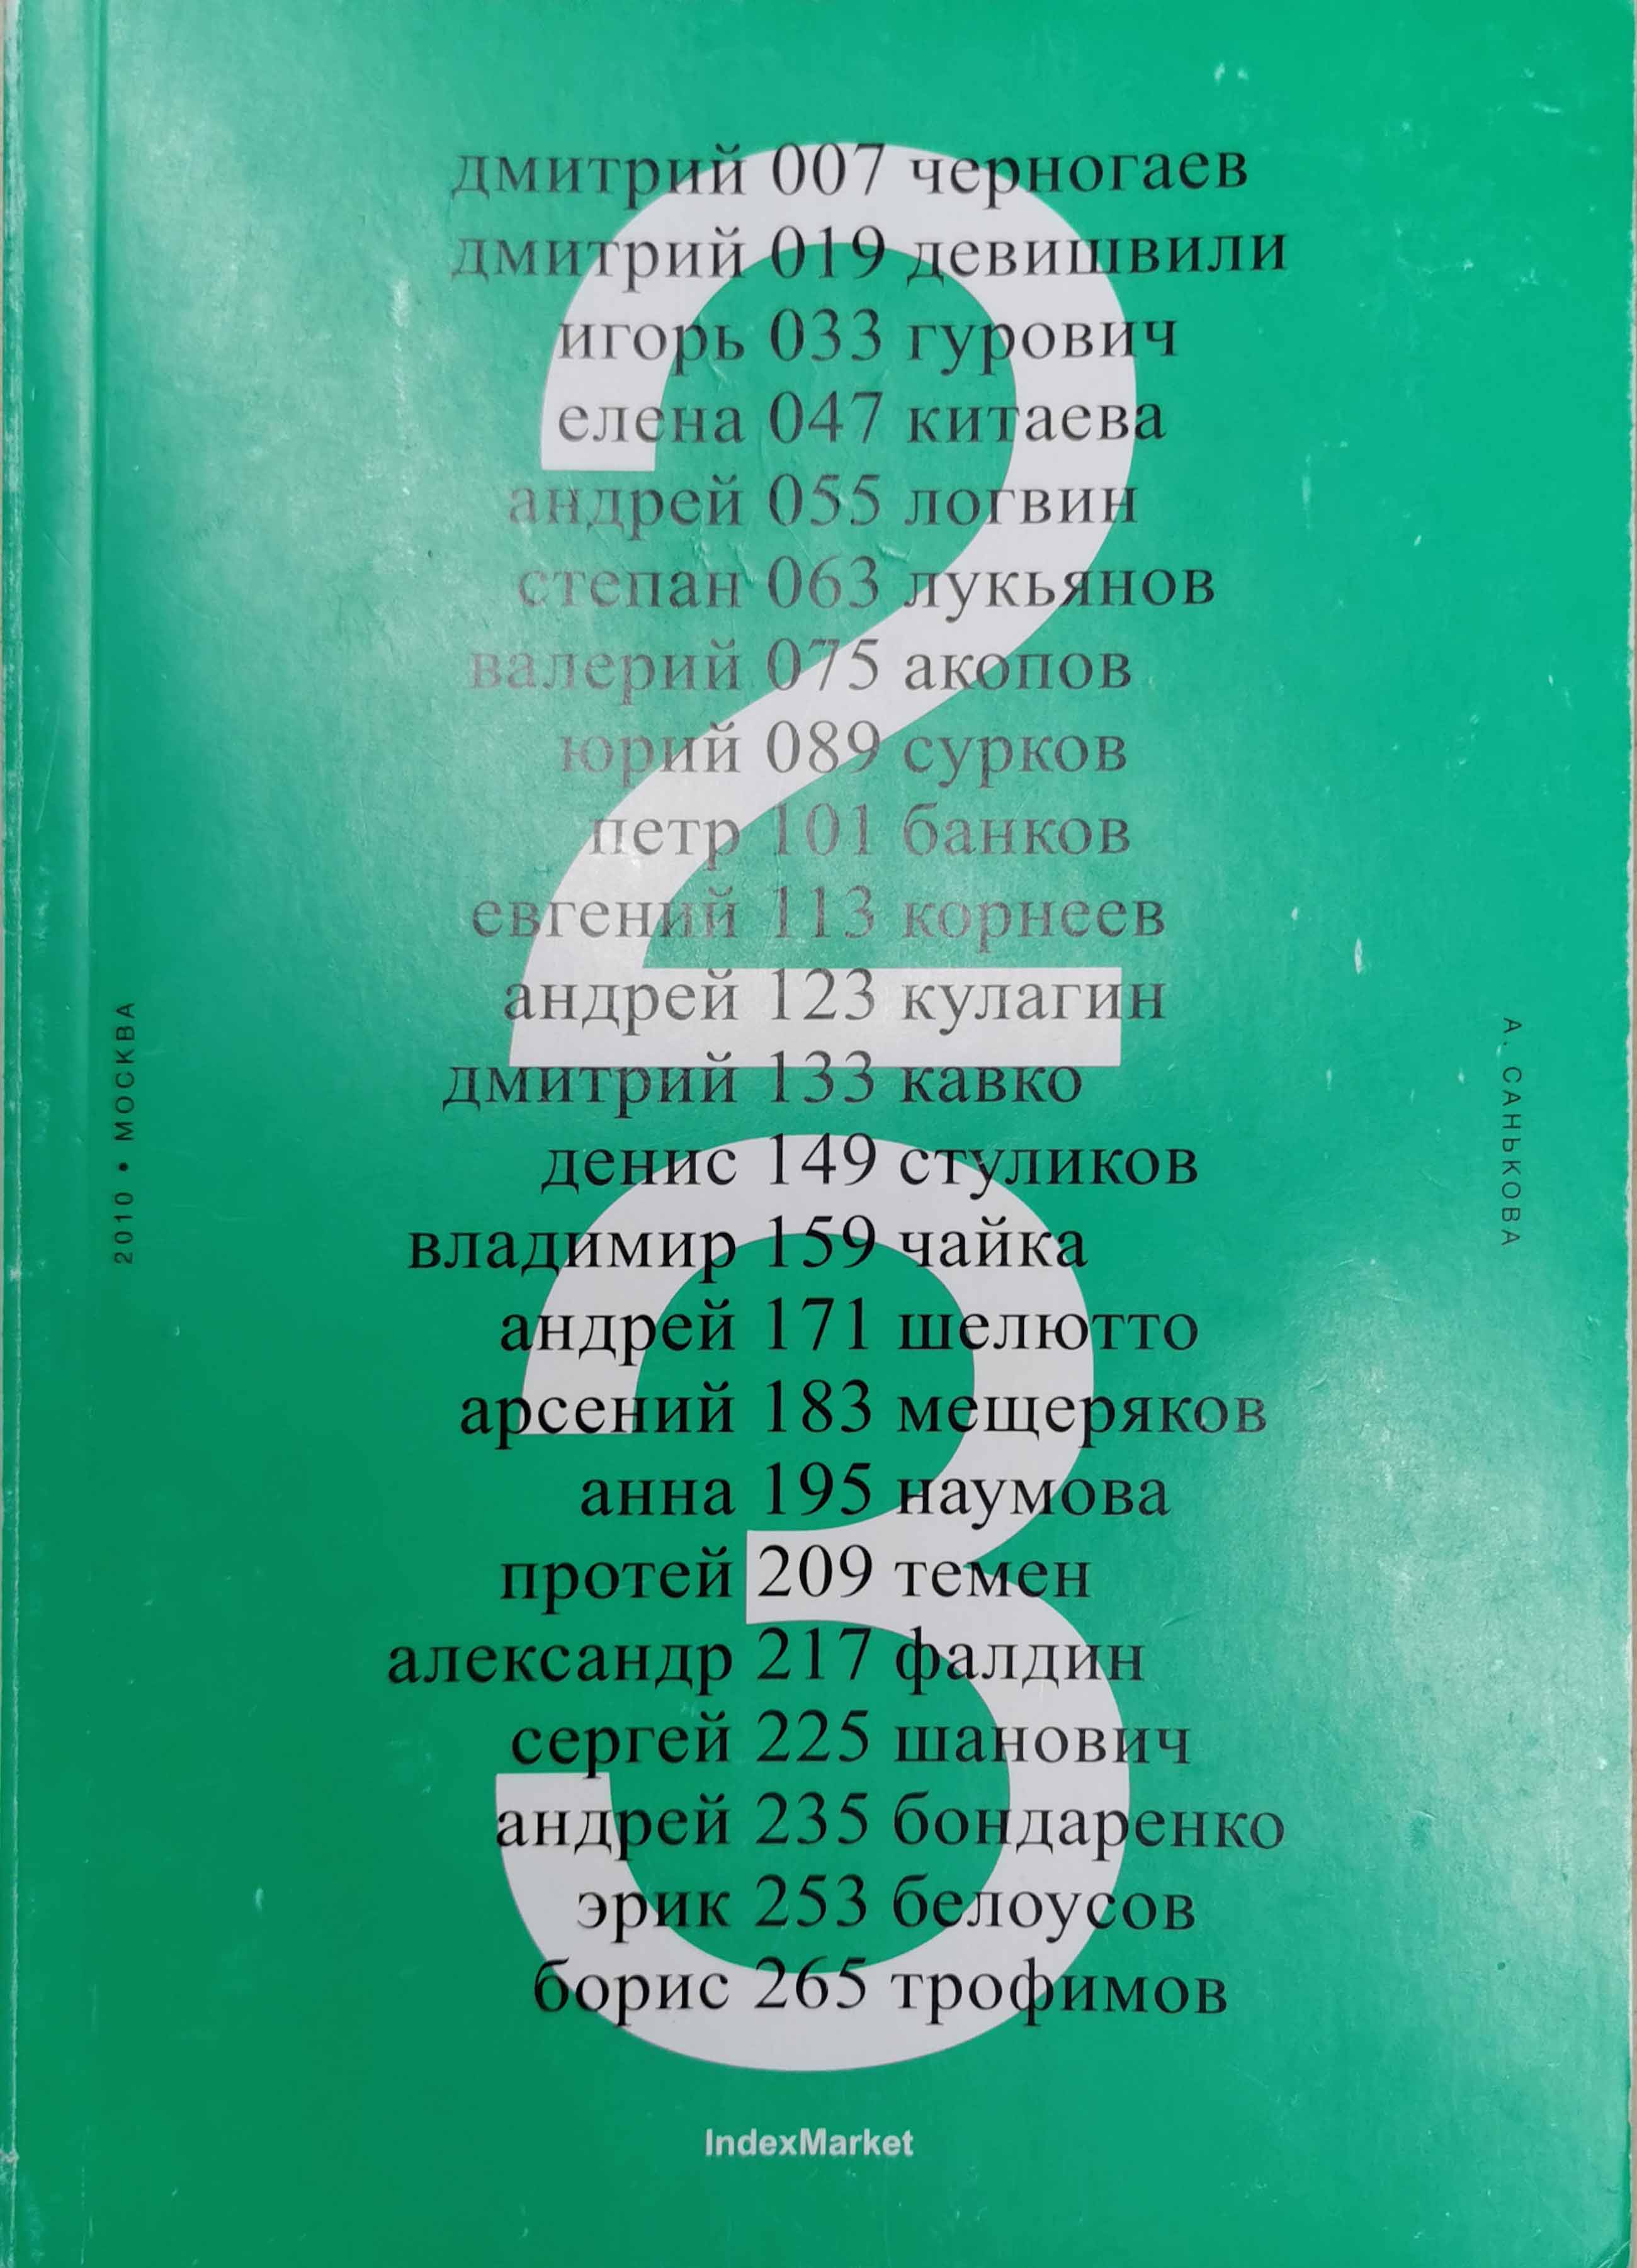 дмитрий 007 черногаев
дмитрий 019 девишвили
игорь 033 гурович
елена 047 китаева
андрей 055 логвин
степан 063 лукьянов
валерий 075 акопов
юрий 089 сурков
петр 101 банков
евгений 113 корнеев
андрей 123 кулагин
дмитрий 133 кавко
денис 149 стуликов
владимир 159 чайка
андрей 171 шелютто
арсений 183 мещеряков
анна 195 наумова
протей 209 темен
александр 217 фалдин
сергей 225 шанович
андрей 235 бондаренко
эрик 253 белоусов
борис 265 трофимов
23
2010 • МОСКВА
А. САНЬКОВА
IndexMarket